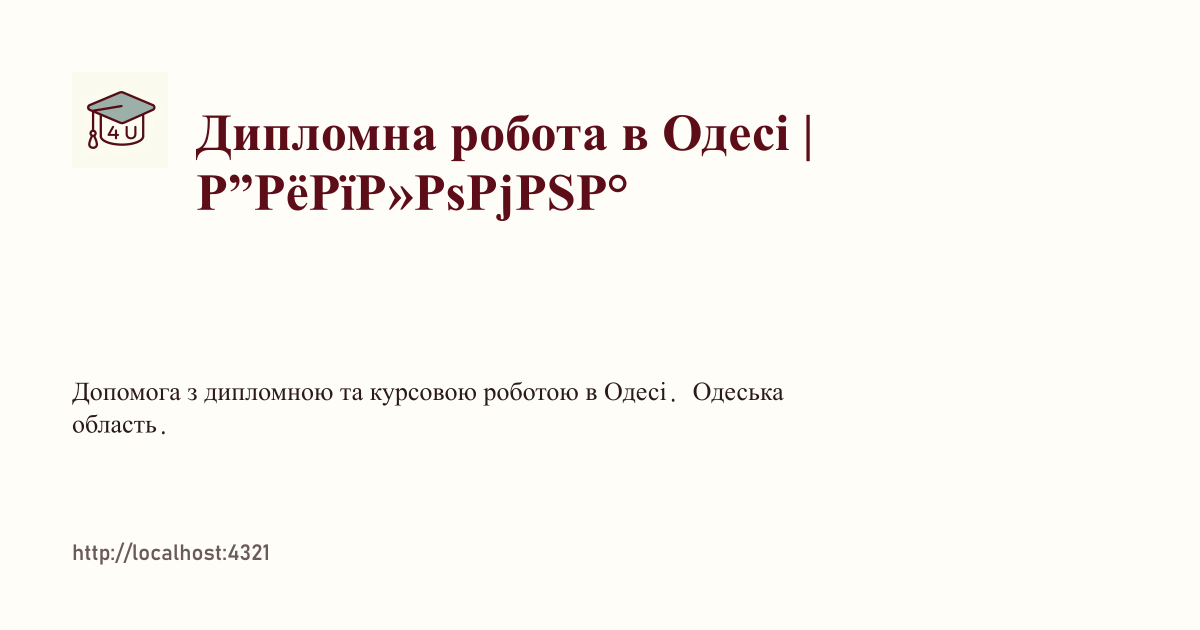 4 U
Дипломна робота в Одесі |
Р”РёРїР»РѕРјРЅР°
Допомога з дипломною та курсовою роботою в Одесі. Одеська
область.
http://localhost:4321